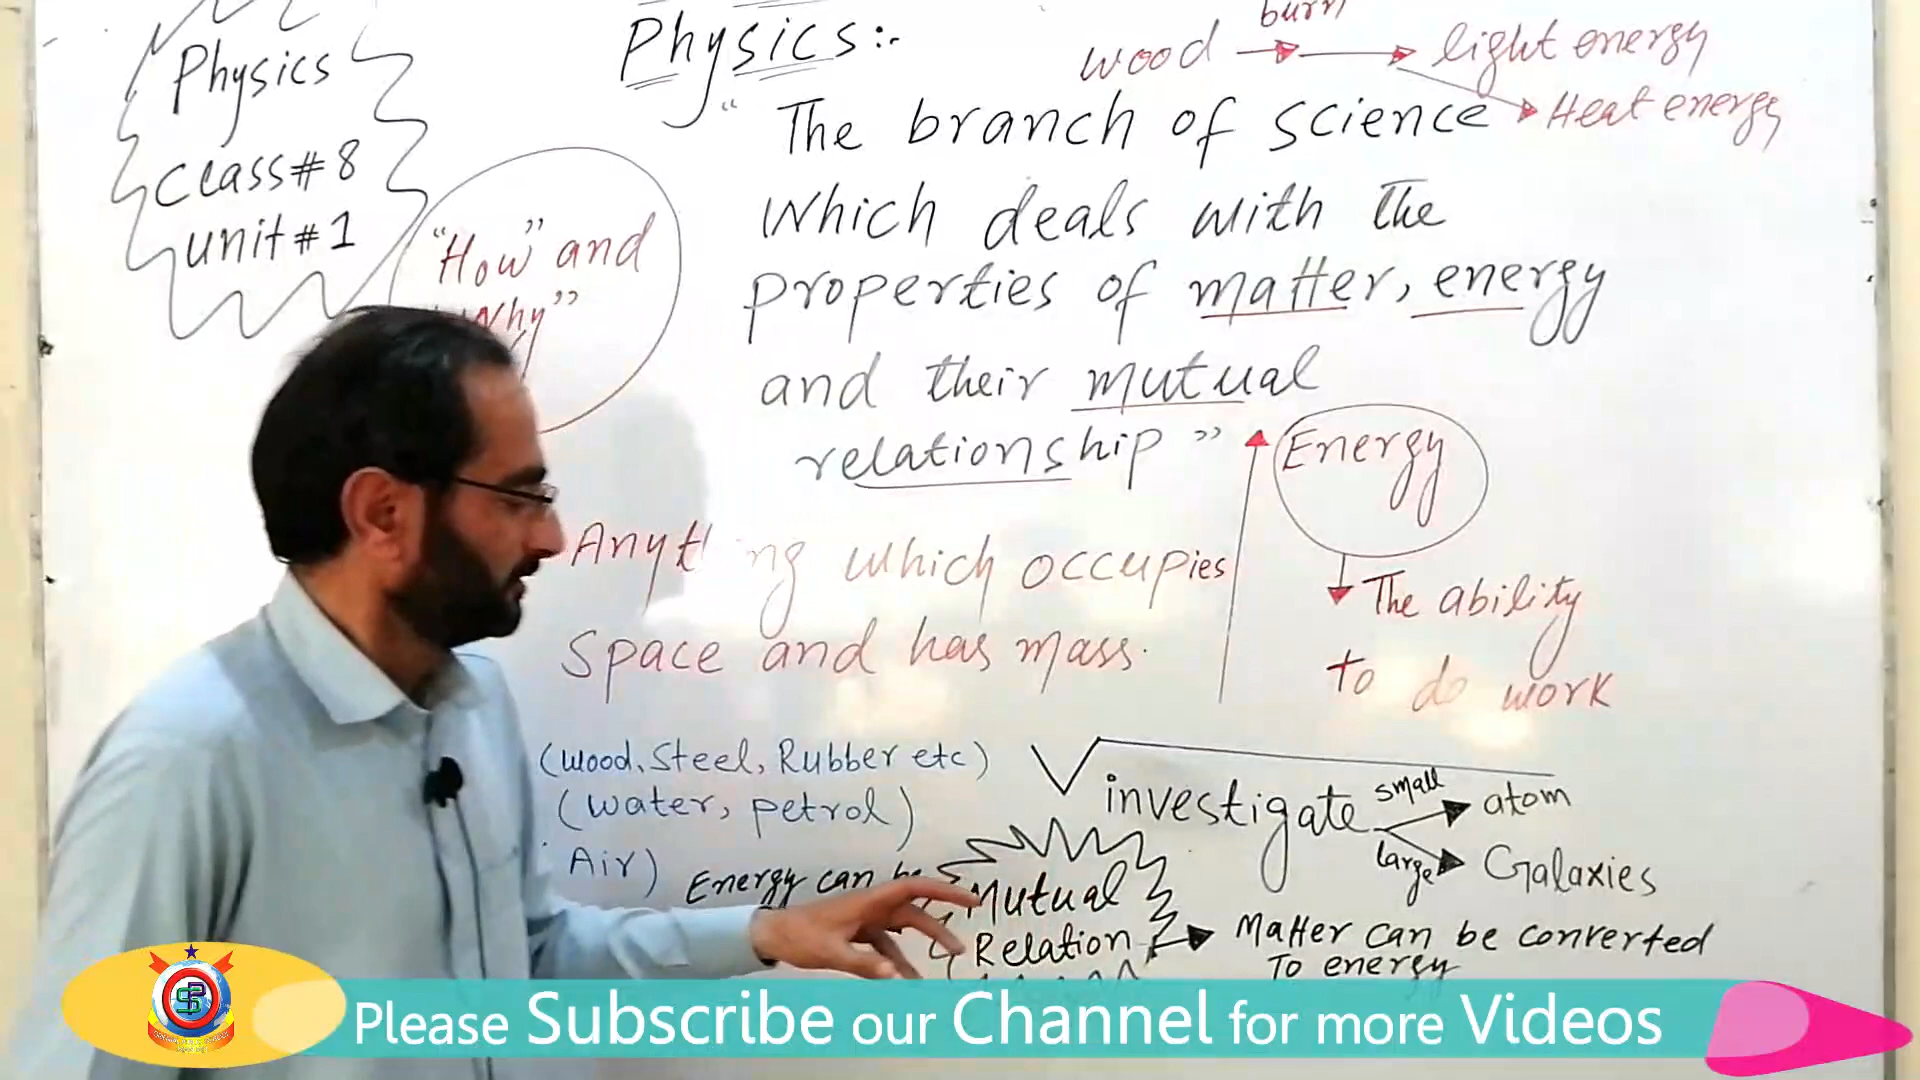 Physics
class#8
unit#1
"How" and
Why"
Physics:-
wood burn light energy
Heat energy
"The branch of science
which deals with the
properties of matter, energy
and their mutual
relationship"
Energy
The ability
to do work
Anything which occupies
space and has mass.
(wood, Steel, Rubber etc)
(water, petrol)
Air)
Energy can be
investigate small atom
large Galaxies
Mutual
Relation
Matter can be converted
To energy
Please Subscribe our Channel for more Videos